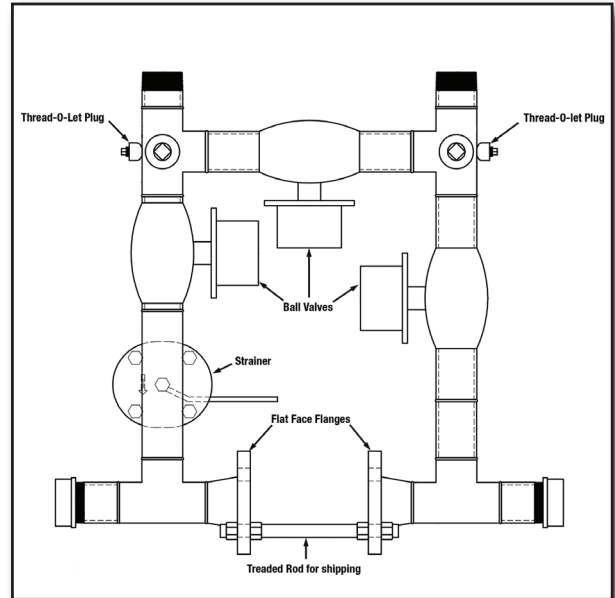 Thread-O-Let Plug
Thread-O-let Plug
Ball Valves
Strainer
Flat Face Flanges
Treaded Rod for shipping